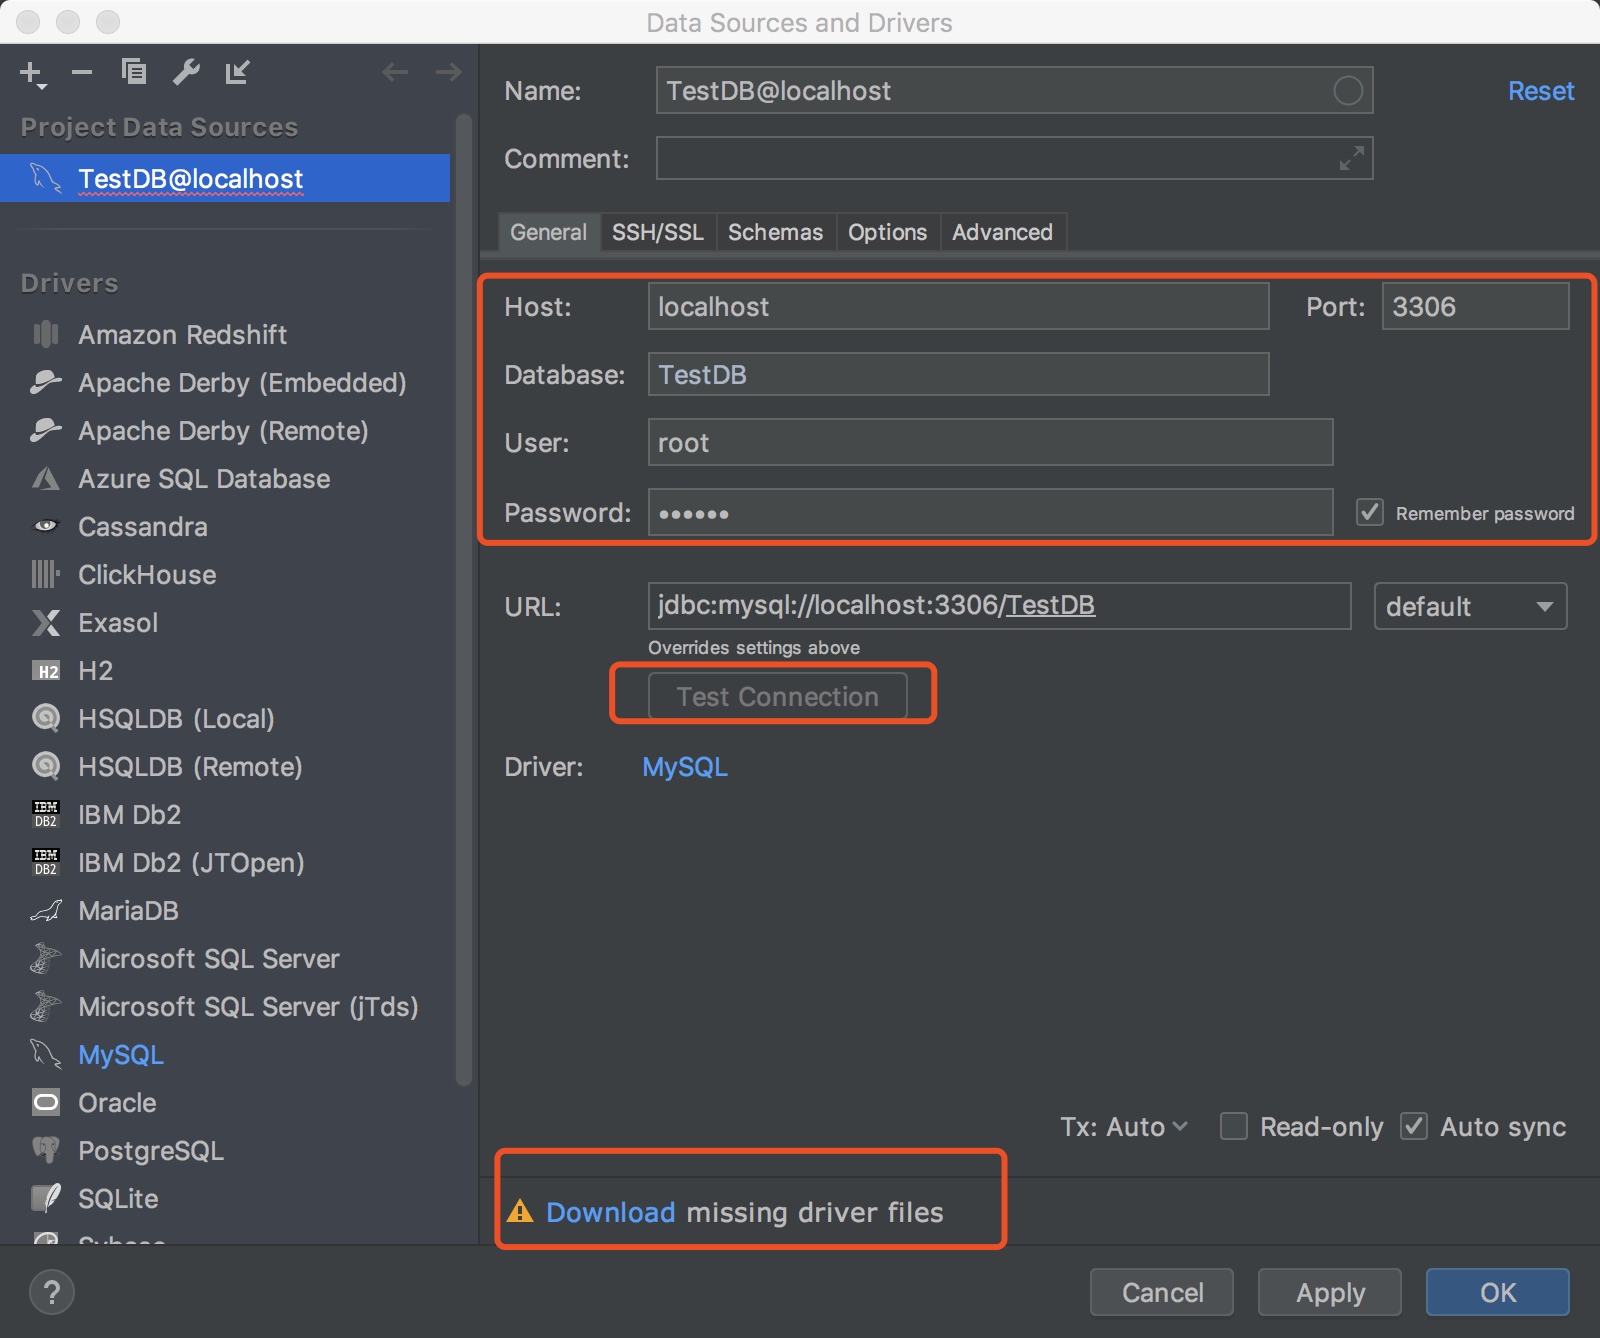 Data Sources and Drivers
Project Data Sources
TestDB@localhost
Drivers
Amazon Redshift
Apache Derby (Embedded)
Apache Derby (Remote)
Azure SQL Database
Cassandra
ClickHouse
Exasol
H2 H2
HSQLDB (Local)
HSQLDB (Remote)
IBM DB2 IBM Db2
IBM DB2 IBM Db2 (JTOpen)
MariaDB
Microsoft SQL Server
Microsoft SQL Server (jTds)
MySQL
Oracle
PostgreSQL
SQLite
Name: TestDB@localhost Reset
Comment:
General SSH/SSL Schemas Options Advanced
Host: localhost Port: 3306
Database: TestDB
User: root
Password: •••••• Remember password
URL: jdbc:mysql://localhost:3306/TestDB default
Overrides settings above
Test Connection
Driver: MySQL
Tx: Auto Read-only Auto sync
Download missing driver files
? Cancel Apply OK